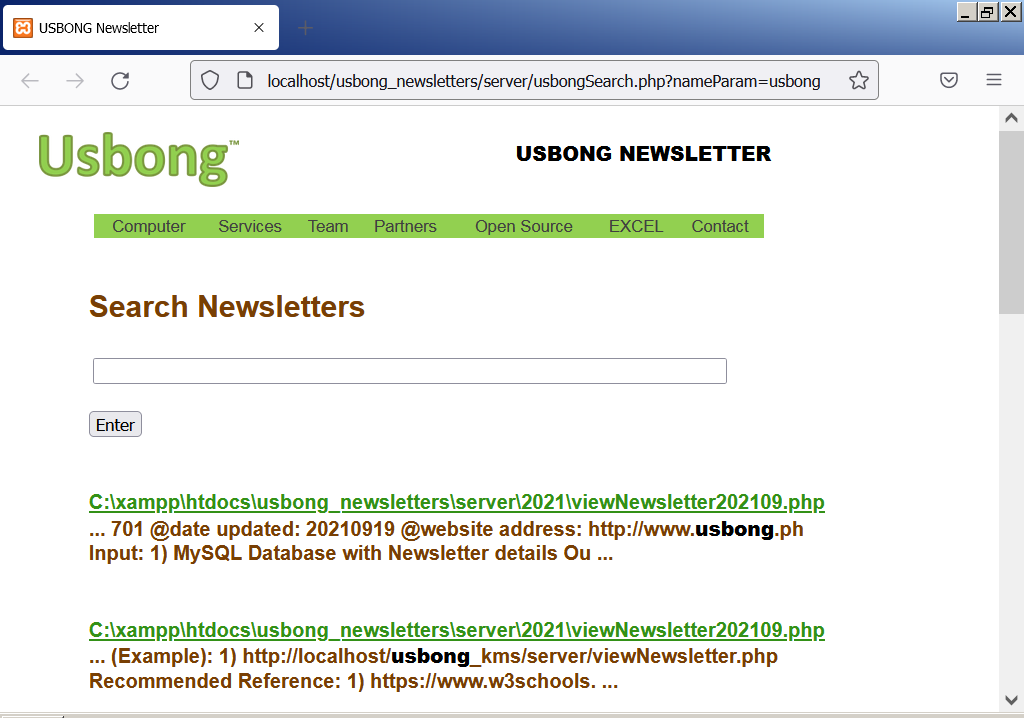 USBONG Newsletter
localhost/usbong_newsletters/server/usbongSearch.php?nameParam=usbong
Usbong™
USBONG NEWSLETTER
Computer Services Team Partners Open Source EXCEL Contact
Search Newsletters
Enter
C:\xampp\htdocs\usbong_newsletters\server\2021\viewNewsletter202109.php
... 701 @date updated: 20210919 @website address: http://www.usbong.ph
Input: 1) MySQL Database with Newsletter details Ou ...
C:\xampp\htdocs\usbong_newsletters\server\2021\viewNewsletter202109.php
... (Example): 1) http://localhost/usbong_kms/server/viewNewsletter.php
Recommended Reference: 1) https://www.w3schools. ...